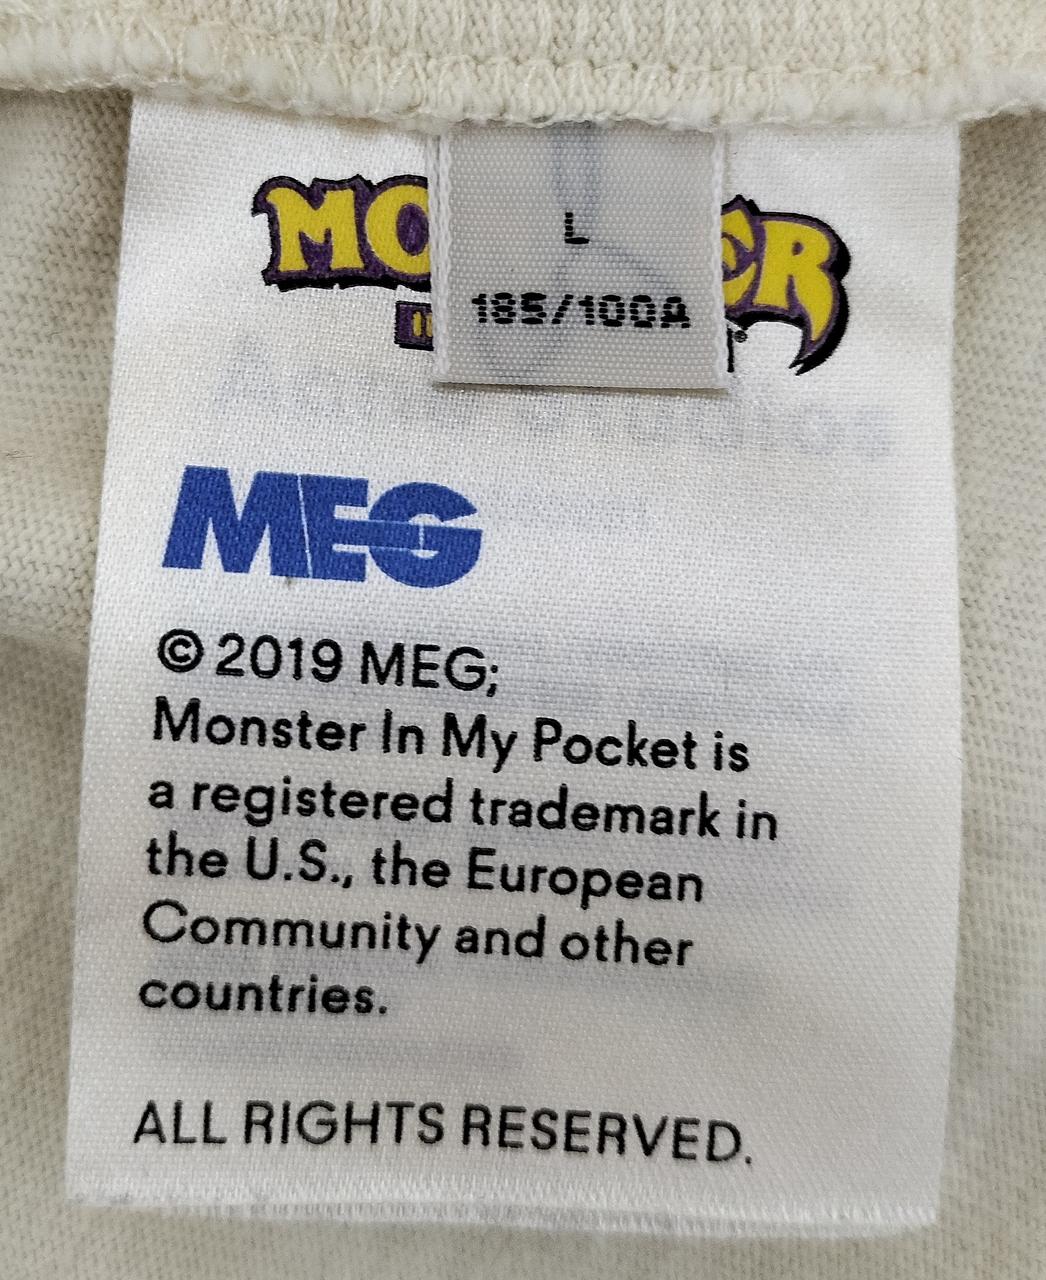 L
185/100A
MEG
© 2019 MEG;
Monster In My Pocket is
a registered trademark in
the U.S., the European
Community and other
countries.
ALL RIGHTS RESERVED.